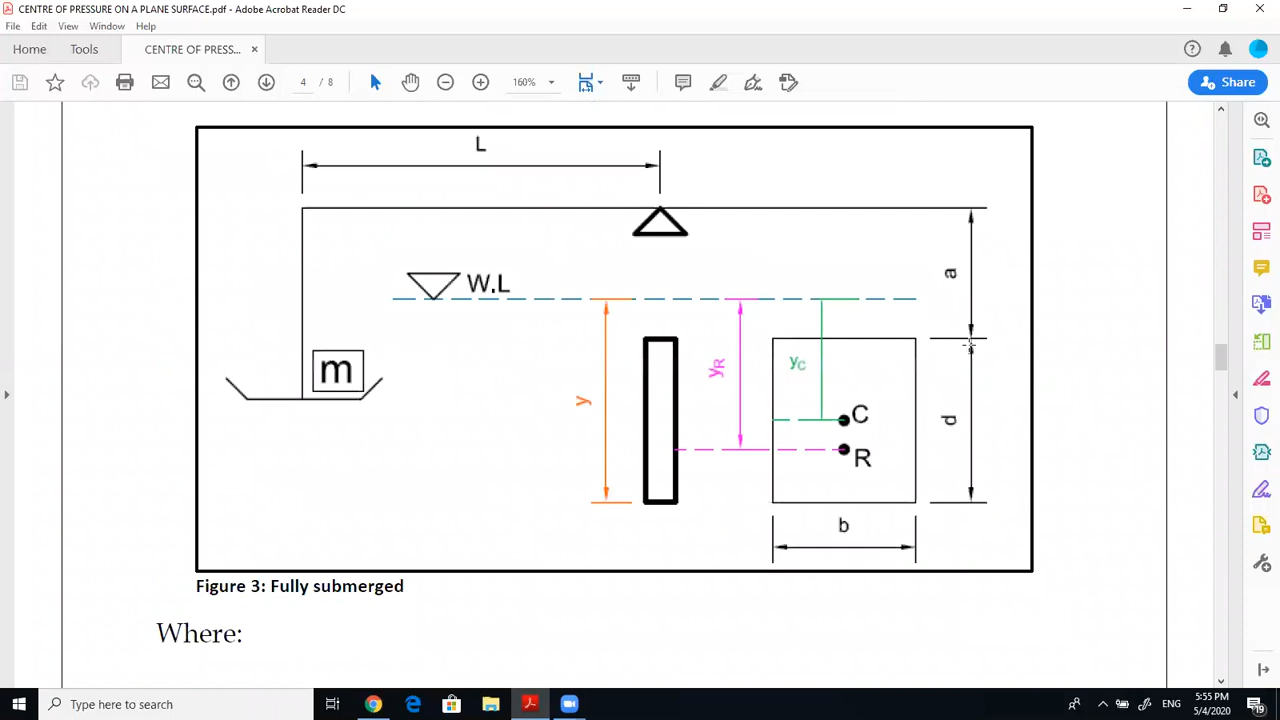 CENTRE OF PRESSURE ON A PLANE SURFACE.pdf - Adobe Acrobat Reader DC
File Edit View Window Help
Home Tools CENTRE OF PRESS... ×
4 / 8 160% Share
L
a
W.L
m
y
yR
yC
C
R
d
b
Figure 3: Fully submerged
Where:
Type here to search
ENG
5:55 PM
5/4/2020
19